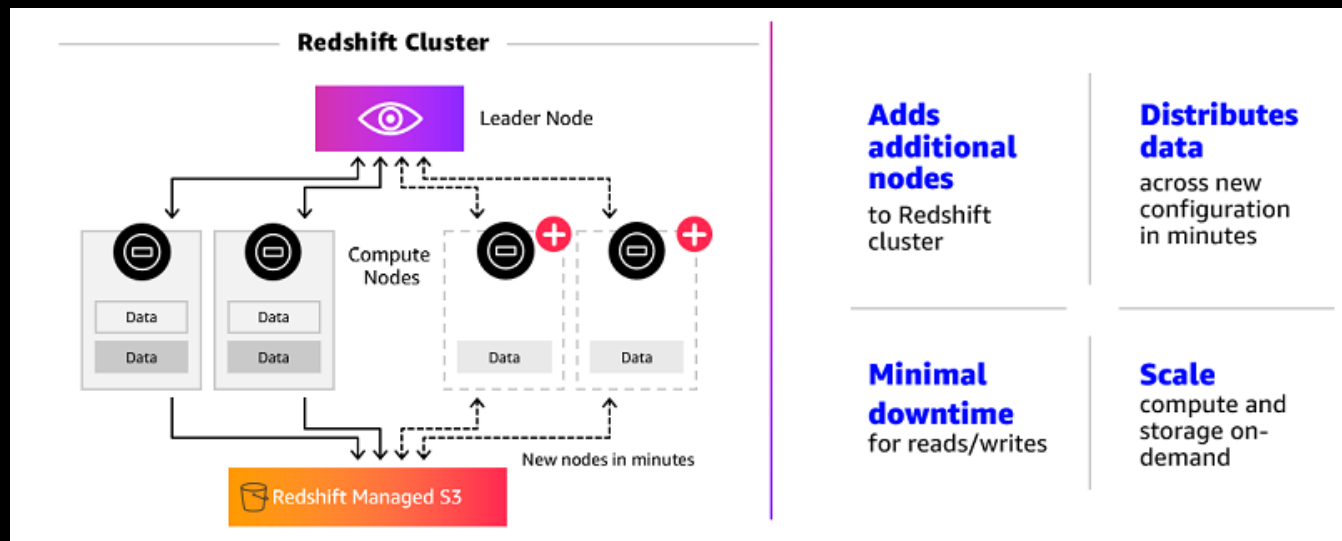 Redshift Cluster
Leader Node
Compute
Nodes
Data
Data
Data
Data
Data
Data
New nodes in minutes
Redshift Managed S3
Adds
additional
nodes
to Redshift
cluster
Distributes
data
across new
configuration
in minutes
Minimal
downtime
for reads/writes
Scale
compute and
storage on-
demand